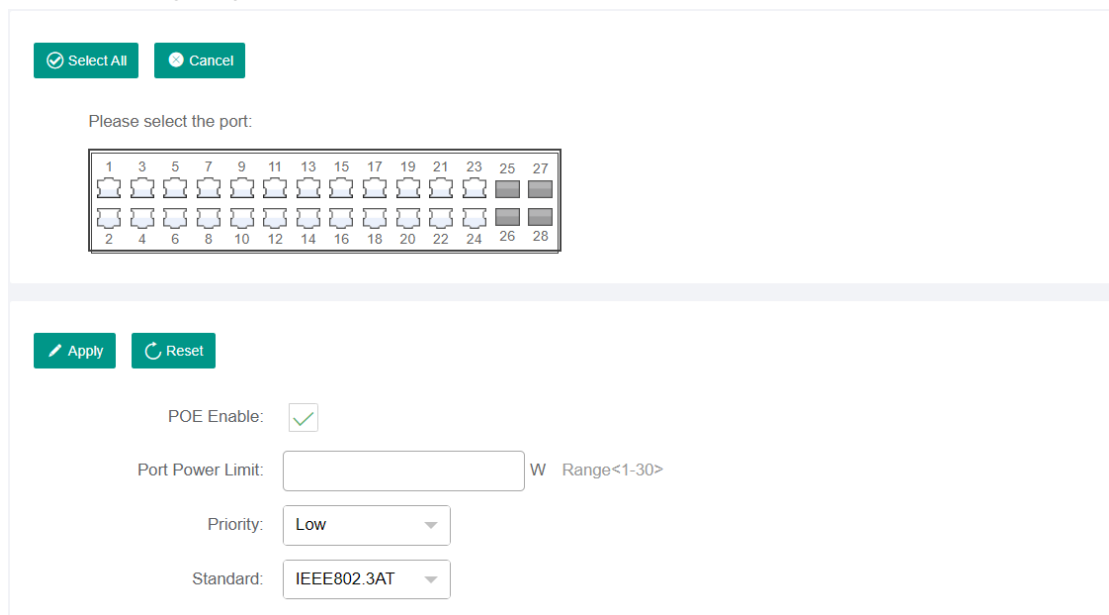 Select All Cancel
Please select the port:
1 3 5 7 9 11 13 15 17 19 21 23 25 27
2 4 6 8 10 12 14 16 18 20 22 24 26 28
Apply Reset
POE Enable:
Port Power Limit: W Range<1-30>
Priority: Low
Standard: IEEE802.3AT